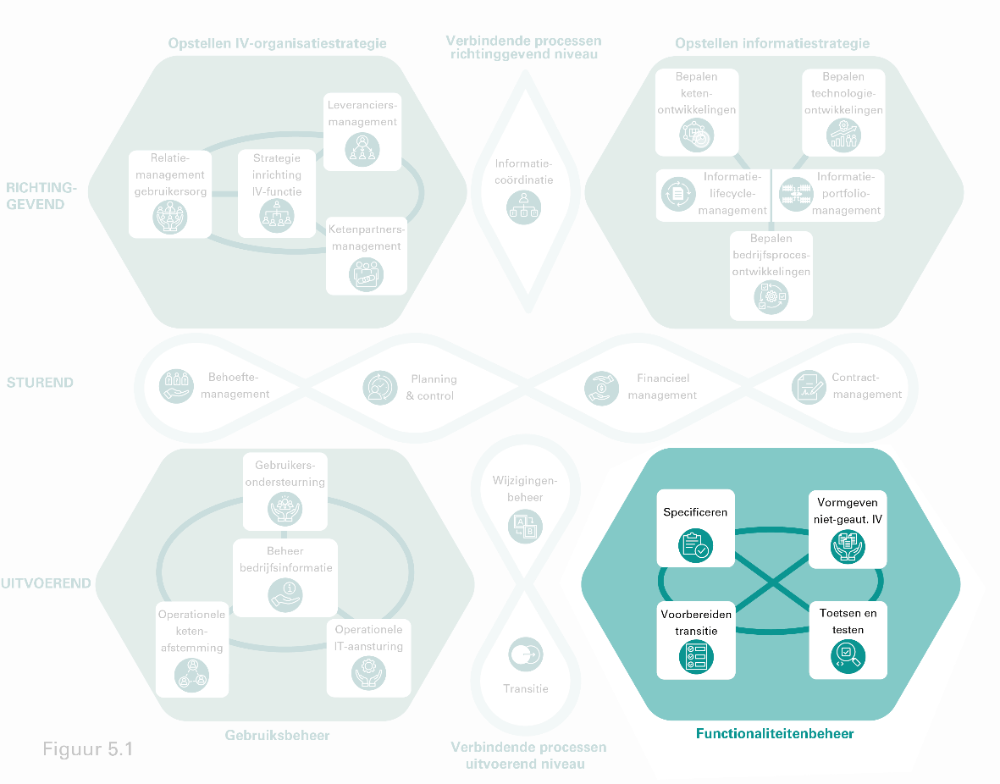 Opstellen IV-organisatiestrategie
Verbindende processen
richtinggevend niveau
Opstellen informatiestrategie
RICHTING-
GEVEND
Relatie-
management
gebruikersorg
Strategie
inrichting
IV-functie
Leveranciers-
management
Ketenpartners-
management
Informatie-
coördinatie
Bepalen
keten-
ontwikkelingen
Bepalen
technologie-
ontwikkelingen
Informatie-
lifecycle-
management
Informatie-
portfolio-
management
Bepalen
bedrijfsproces-
ontwikkelingen
STUREND
Behoefte-
management
Planning
& control
Financieel
management
Contract-
management
UITVOEREND
Gebruikers-
ondersteurning
Beheer
bedrijfsinformatie
Operationele
keten-
afstemming
Operationele
IT-aansturing
Gebruiksbeheer
Wijzigingen-
beheer
A
B
Transitie
Verbindende processen
uitvoerend niveau
Specificeren
Vormgeven
niet-geaut. IV
Voorbereiden
transitie
Toetsen en
testen
Functionaliteitenbeheer
Figuur 5.1